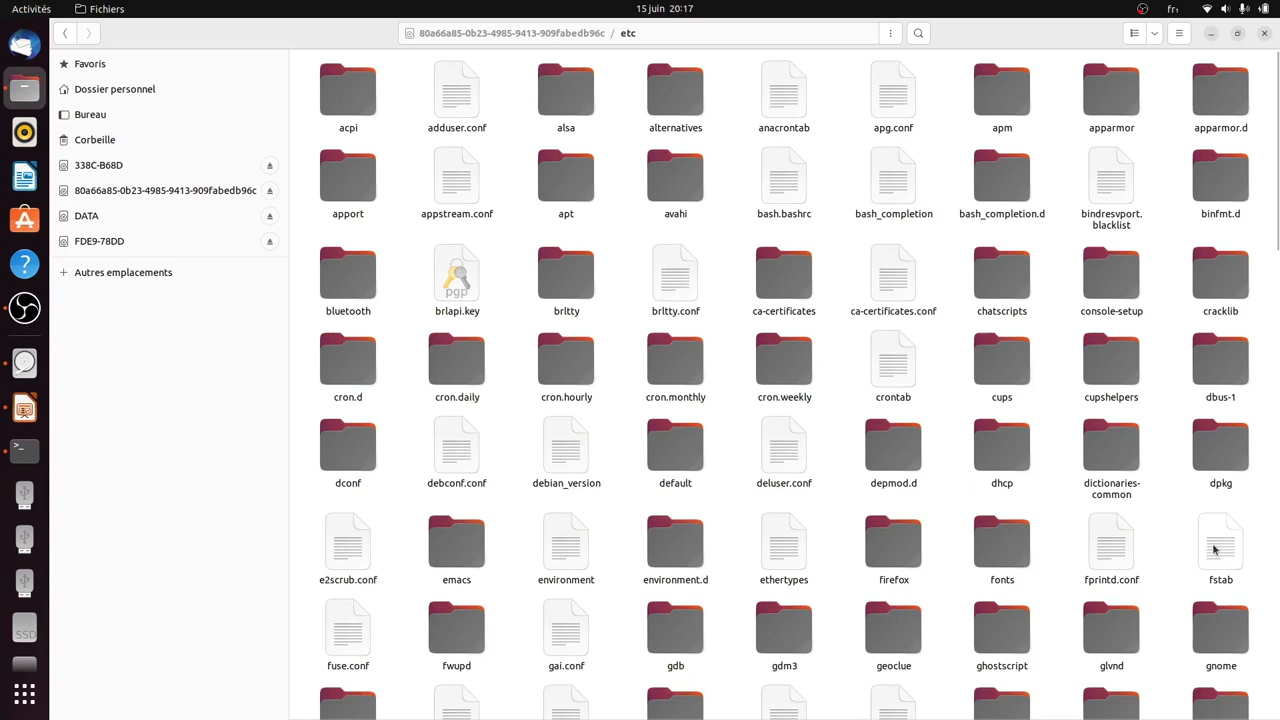 Activités
Fichiers
15 juin 20:17
fr₁
80a66a85-0b23-4985-9413-909fabedb96c / etc
Favoris
Dossier personnel
Bureau
Corbeille
338C-B68D
80a66a85-0b23-4985-9413-909fabedb96c
DATA
FDE9-78DD
Autres emplacements
acpi
adduser.conf
alsa
alternatives
anacrontab
apg.conf
apm
apparmor
apparmor.d
apport
appstream.conf
apt
avahi
bash.bashrc
bash_completion
bash_completion.d
bindresvport.
blacklist
binfmt.d
bluetooth
pgp
brlapi.key
brltty
brltty.conf
ca-certificates
ca-certificates.conf
chatscripts
console-setup
cracklib
cron.d
cron.daily
cron.hourly
cron.monthly
cron.weekly
crontab
cups
cupshelpers
dbus-1
dconf
debconf.conf
debian_version
default
deluser.conf
depmod.d
dhcp
dictionaries-
common
dpkg
e2scrub.conf
emacs
environment
environment.d
ethertypes
firefox
fonts
fprintd.conf
fstab
fuse.conf
fwupd
gai.conf
gdb
gdm3
geoclue
ghostscript
glvnd
gnome
SSD